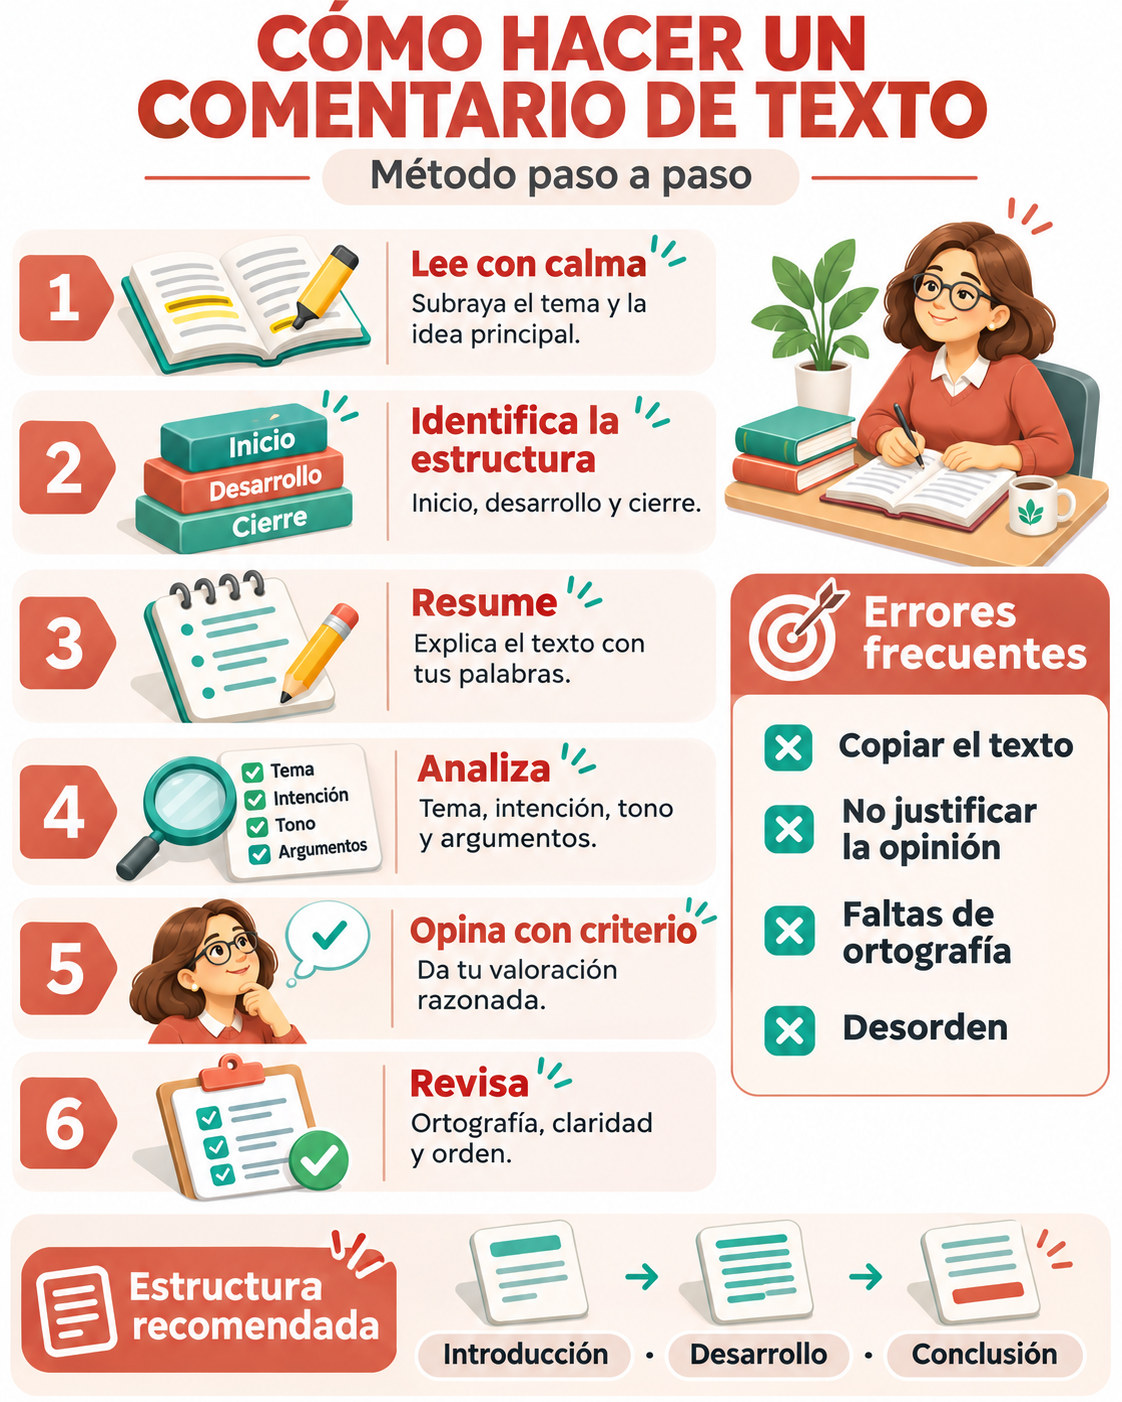 CÓMO HACER UN
COMENTARIO DE TEXTO
Método paso a paso
1
Lee con calma
Subraya el tema y la
idea principal.
2
Inicio
Desarrollo
Cierre
Identifica la
estructura
Inicio, desarrollo y cierre.
3
Resume
Explica el texto con
tus palabras.
4
Tema
Intención
Tono
Argumentos
Analiza
Tema, intención, tono
y argumentos.
5
Opina con criterio
Da tu valoración
razonada.
6
Revisa
Ortografía, claridad
y orden.
Errores
frecuentes
Copiar el texto
No justificar
la opinión
Faltas de
ortografía
Desorden
Estructura
recomendada
Introducción · Desarrollo · Conclusión